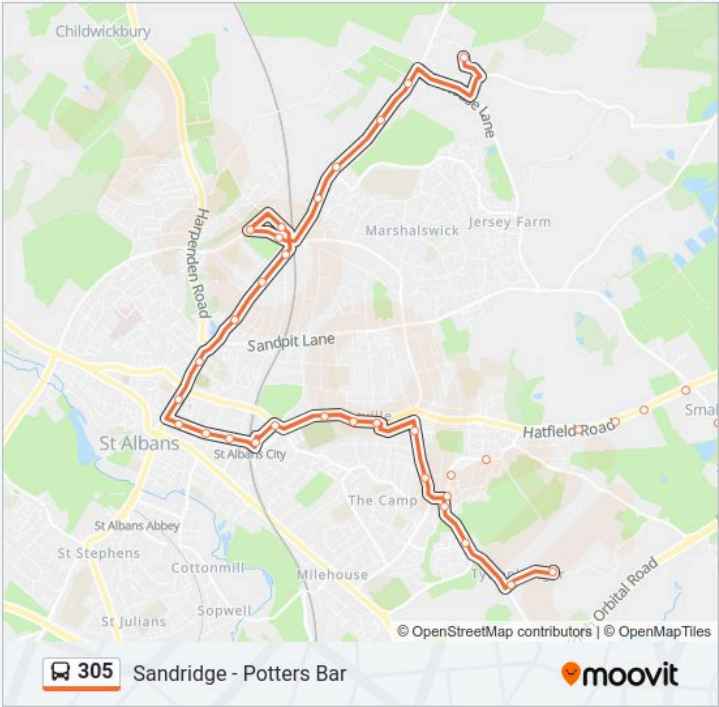 Childwickbury
Lane
Harpenden Road
Marshalswick
Jersey Farm
Sandpit Lane
St Albans
St Albans City
Hatfield Road
The Camp
St Albans Abbey
St Stephens
Cottonmill
Milehouse
Sopwell
St Julians
Orbital Road
© OpenStreetMap contributors | © OpenMapTiles
305 Sandridge - Potters Bar
moovit